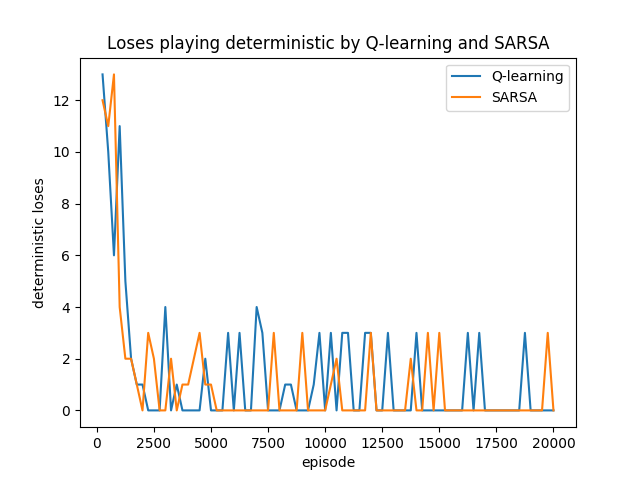 Loses playing deterministic by Q-learning and SARSA
Q-learning
SARSA
deterministic loses
12
10
8
6
4
2
0
0 2500 5000 7500 10000 12500 15000 17500 20000
episode